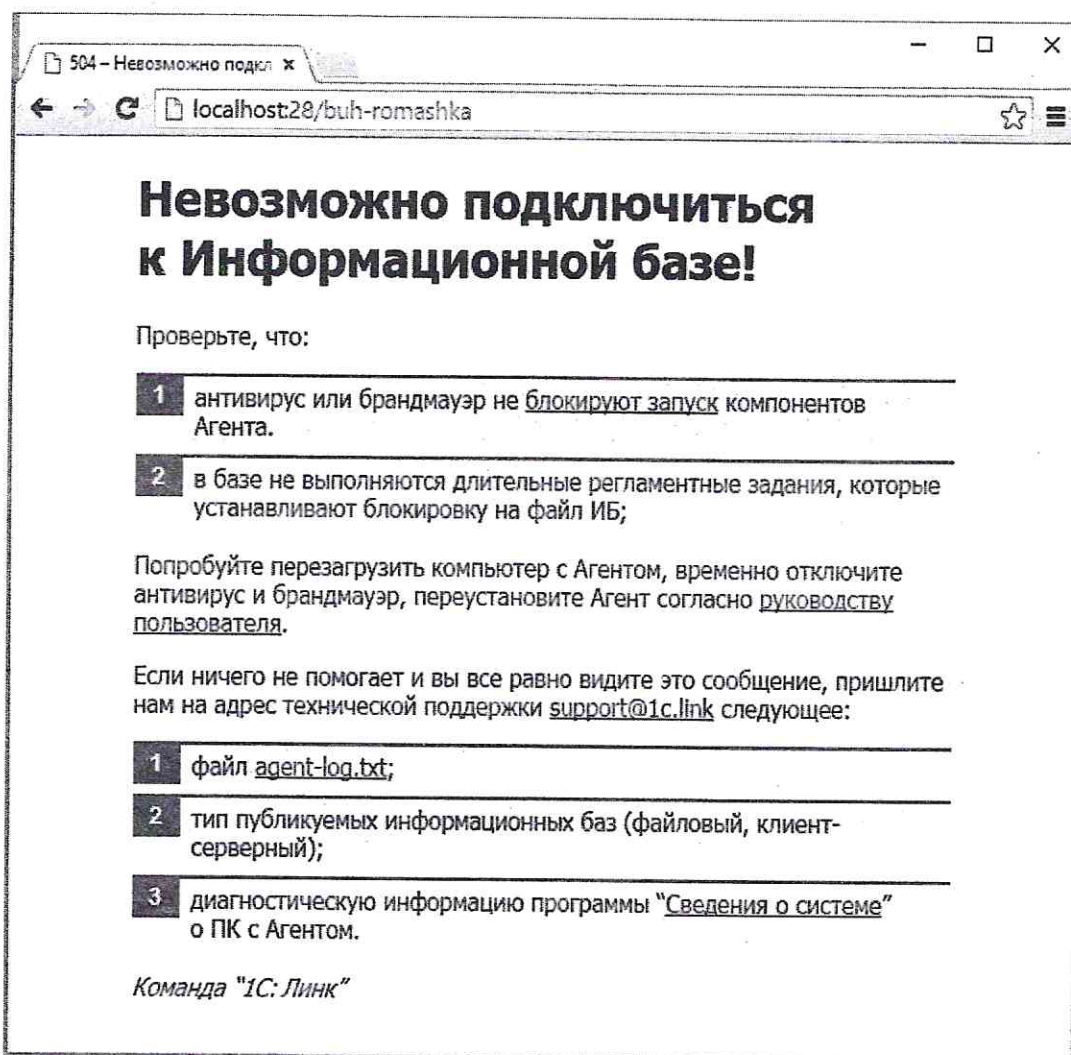 504 – Невозможно подкл x
localhost:28/buh-romashka
Невозможно подключиться
к Информационной базе!
Проверьте, что:
1 антивирус или брандмауэр не блокируют запуск компонентов
Агента.
2 в базе не выполняются длительные регламентные задания, которые
устанавливают блокировку на файл ИБ;
Попробуйте перезагрузить компьютер с Агентом, временно отключите
антивирус и брандмауэр, переустановите Агент согласно руководству
пользователя.
Если ничего не помогает и вы все равно видите это сообщение, пришлите
нам на адрес технической поддержки support@1c.link следующее:
1 файл agent-log.txt;
2 тип публикуемых информационных баз (файловый, клиент-
серверный);
3 диагностическую информацию программы “Сведения о системе”
о ПК с Агентом.
Команда “1С: Линк”